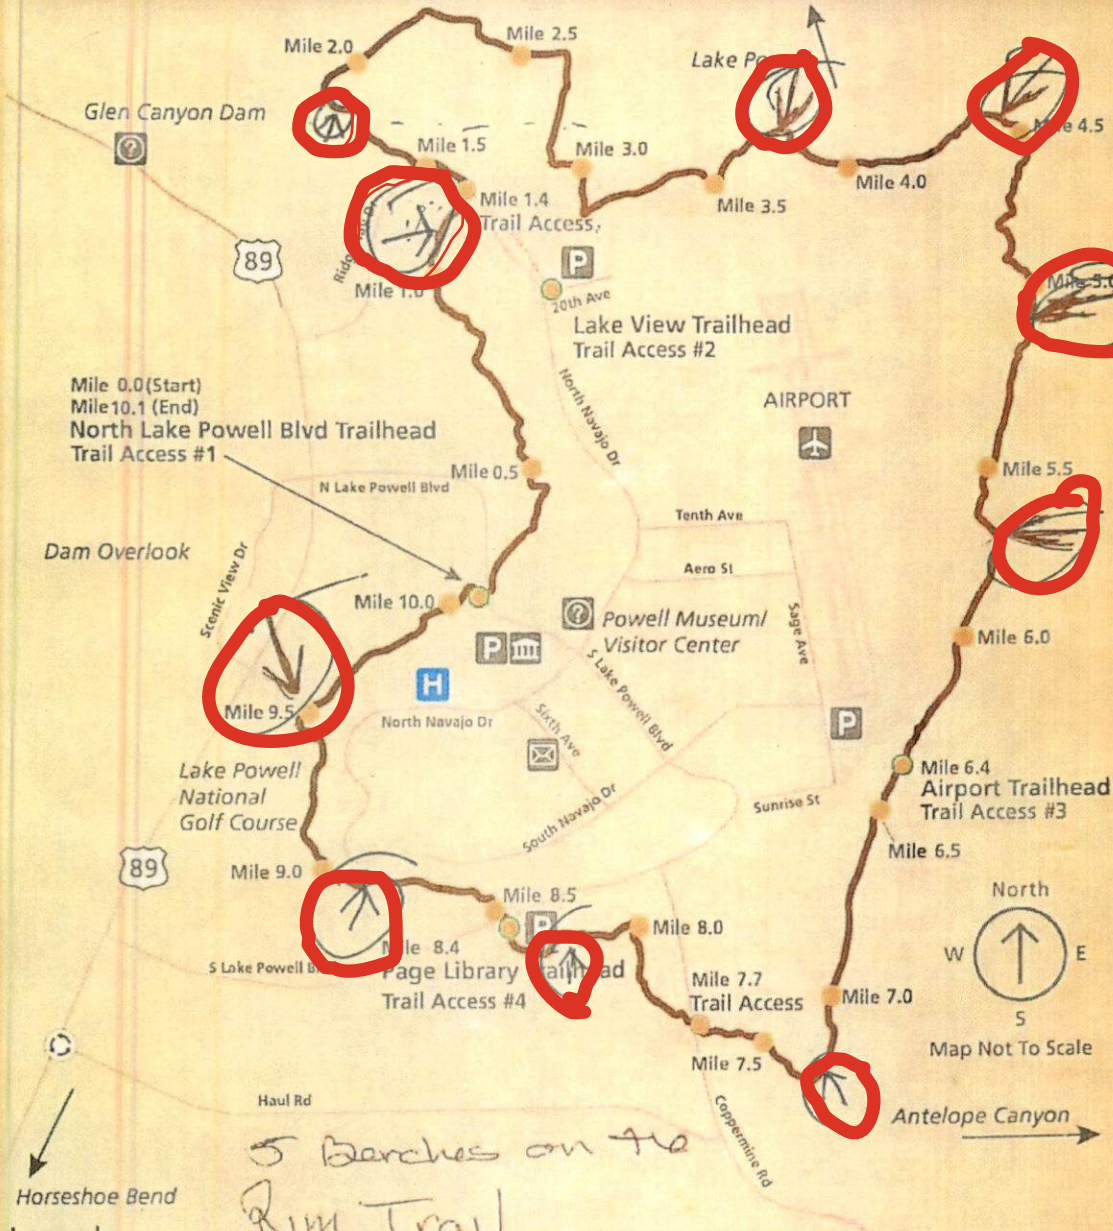 Mile 2.0
Mile 2.5
Lake Po
Glen Canyon Dam
Mile 1.5
Mile 3.0
Mile 4.5
Mile 4.0
Mile 1.4
Trail Access
Mile 3.5
89
P
Mile 1.0
20th Ave
Mile 5.0
Lake View Trailhead
Trail Access #2
Mile 0.0 (Start)
Mile 10.1 (End)
North Lake Powell Blvd Trailhead
Trail Access #1
North Navajo Dr
AIRPORT
Mile 0.5
Mile 5.5
N Lake Powell Blvd
Tenth Ave
Dam Overlook
Aero St
Scenic View Dr
Mile 10.0
?
Powell Museum/
Visitor Center
Sage Ave
Mile 6.0
P
H
S Lake Powell Blvd
Mile 9.5
North Navajo Dr
Sixth Ave
P
Lake Powell
National
Golf Course
Mile 6.4
Airport Trailhead
Trail Access #3
South Navajo Dr
Sunrise St
Mile 6.5
89
Mile 9.0
Mile 8.5
P
Mile 8.0
North
W
E
S
Map Not To Scale
Mile 8.4
Page Library Trailhead
Trail Access #4
S Lake Powell
Mile 7.7
Trail Access
Mile 7.0
Mile 7.5
Haul Rd
Coppermine Rd
Antelope Canyon
5 Benches on the
Rim Trail
Horseshoe Bend